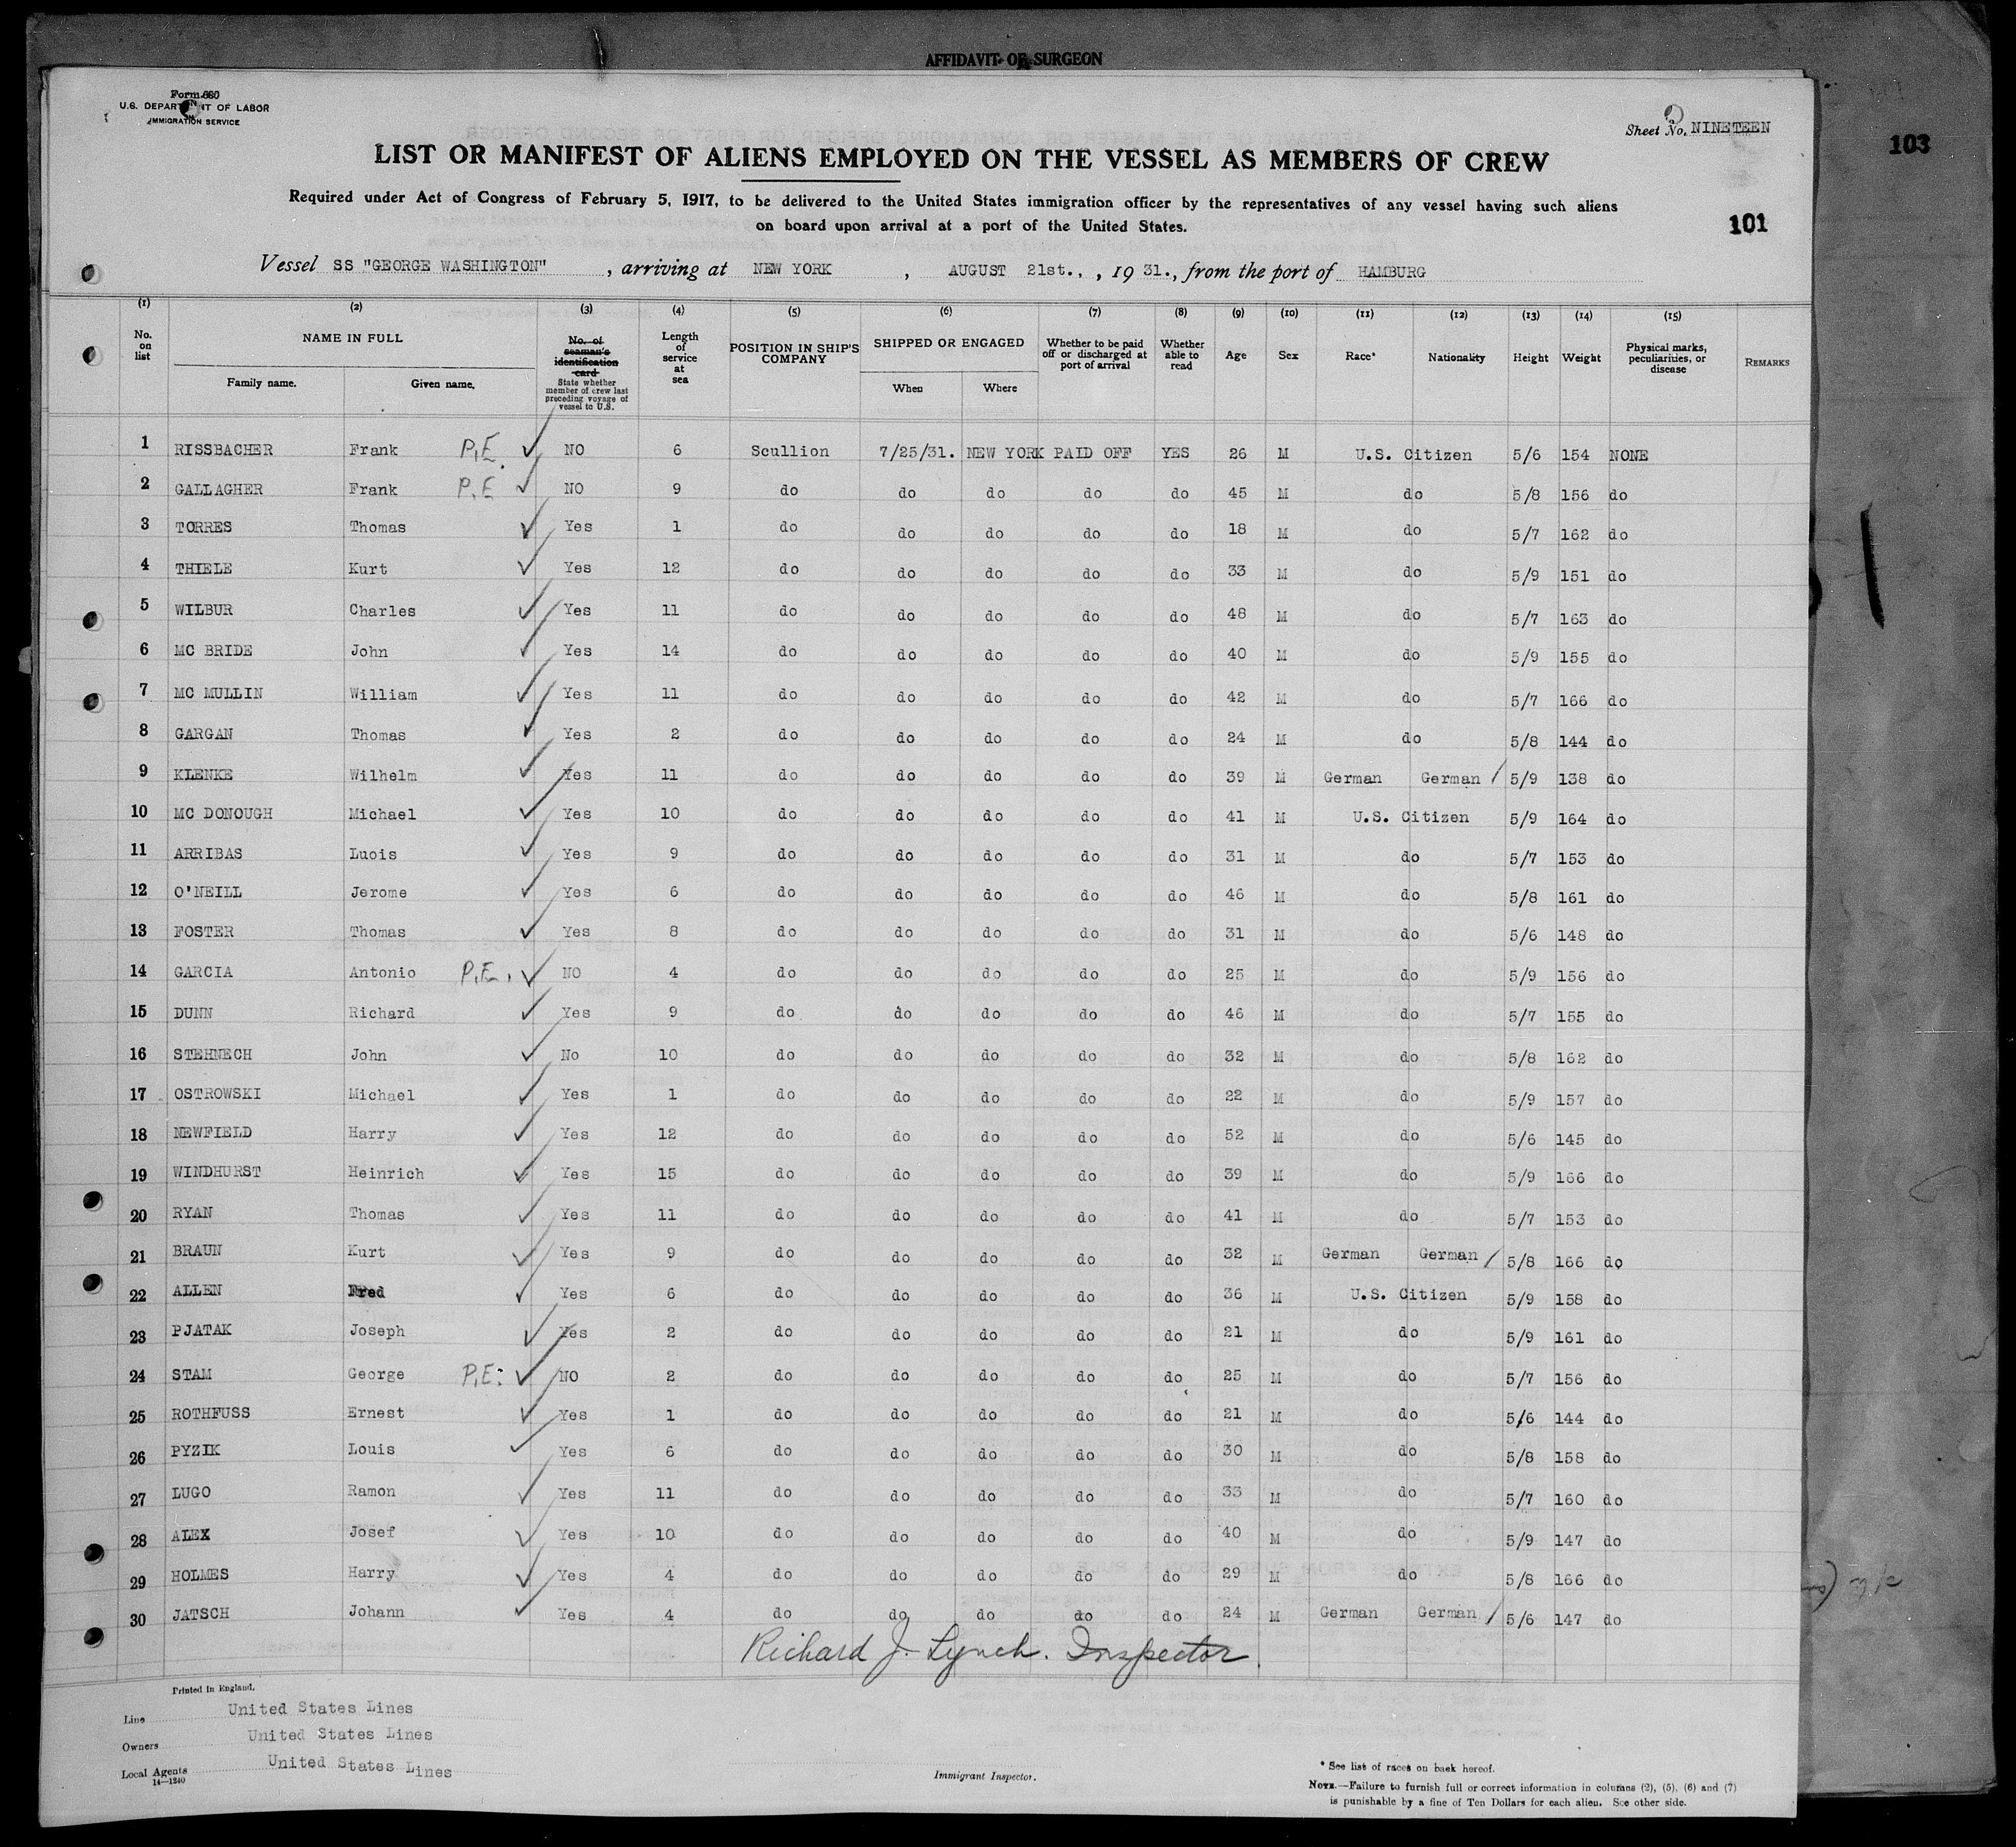 AFFIDAVIT OF SURGEON
Form 680
U.S. DEPARTMENT OF LABOR
IMMIGRATION SERVICE
Sheet No. NINETEEN
103
LIST OR MANIFEST OF ALIENS EMPLOYED ON THE VESSEL AS MEMBERS OF CREW
Required under Act of Congress of February 5, 1917, to be delivered to the United States immigration officer by the representatives of any vessel having such aliens
on board upon arrival at a port of the United States.
101
Vessel SS "GEORGE WASHINGTON" , arriving at NEW YORK , AUGUST 21st., , 19 31., from the port of HAMBURG
(1) (2) (3) (4) (5) (6) (7) (8) (9) (10) (11) (12) (13) (14) (15)
No. on list NAME IN FULL Family name. Given name. No. of seaman's identification card State whether member of crew last preceding voyage of vessel to U.S. Length of service at sea POSITION IN SHIP'S COMPANY SHIPPED OR ENGAGED When Where Whether to be paid off or discharged at port of arrival Whether able to read Age Sex Race* Nationality Height Weight Physical marks, peculiarities, or disease REMARKS
1 RISSBACHER Frank P.E. NO 6 Scullion 7/25/31. NEW YORK PAID OFF YES 26 M U.S. Citizen 5/6 154 NONE
2 GALLAGHER Frank P.E NO 9 do do do do do 45 M do 5/8 156 do
3 TORRES Thomas Yes 1 do do do do do 18 M do 5/7 162 do
4 THIELE Kurt Yes 12 do do do do do 33 M do 5/9 151 do
5 WILBUR Charles Yes 11 do do do do do 48 M do 5/7 163 do
6 MC BRIDE John Yes 14 do do do do do 40 M do 5/9 155 do
7 MC MULLIN William Yes 11 do do do do do 42 M do 5/7 166 do
8 GARGAN Thomas Yes 2 do do do do do 24 M do 5/8 144 do
9 KLENKE Wilhelm Yes 11 do do do do do 39 M German German 5/9 138 do
10 MC DONOUGH Michael Yes 10 do do do do do 41 M U.S. Citizen 5/9 164 do
11 ARRIBAS Luois Yes 9 do do do do do 31 M do 5/7 153 do
12 O'NEILL Jerome Yes 6 do do do do do 46 M do 5/8 161 do
13 FOSTER Thomas Yes 8 do do do do do 31 M do 5/6 148 do
14 GARCIA Antonio P.E. NO 4 do do do do do 25 M do 5/9 156 do
15 DUNN Richard Yes 9 do do do do do 46 M do 5/7 155 do
16 STEHNECH John No 10 do do do do do 32 M do 5/8 162 do
17 OSTROWSKI Michael Yes 1 do do do do do 22 M do 5/9 157 do
18 NEWFIELD Harry Yes 12 do do do do do 52 M do 5/6 145 do
19 WINDHURST Heinrich Yes 15 do do do do do 39 M do 5/9 166 do
20 RYAN Thomas Yes 11 do do do do do 41 M do 5/7 153 do
21 BRAUN Kurt Yes 9 do do do do do 32 M German German 5/8 166 do
22 ALLEN Fred Yes 6 do do do do do 36 M U.S. Citizen 5/9 158 do
23 PJATAK Joseph Yes 2 do do do do do 21 M do 5/9 161 do
24 STAM George P.E. NO 2 do do do do do 25 M do 5/7 156 do
25 ROTHFUSS Ernest Yes 1 do do do do do 21 M do 5/6 144 do
26 PYZIK Louis Yes 6 do do do do do 30 M do 5/8 158 do
27 LUGO Ramon Yes 11 do do do do do 33 M do 5/7 160 do
28 ALEX Josef Yes 10 do do do do do 40 M do 5/9 147 do
29 HOLMES Harry Yes 4 do do do do do 29 M do 5/8 166 do
30 JATSCH Johann Yes 4 do do do do do 24 M German German 5/6 147 do
Richard J. Lynch. Inspector
Printed in England.
Line United States Lines
Owners United States Lines
Local Agents United States Lines
14—1240
Immigrant Inspector.
* See list of races on back hereof.
NOTE.—Failure to furnish full or correct information in columns (2), (5), (6) and (7)
is punishable by a fine of Ten Dollars for each alien. See other side.